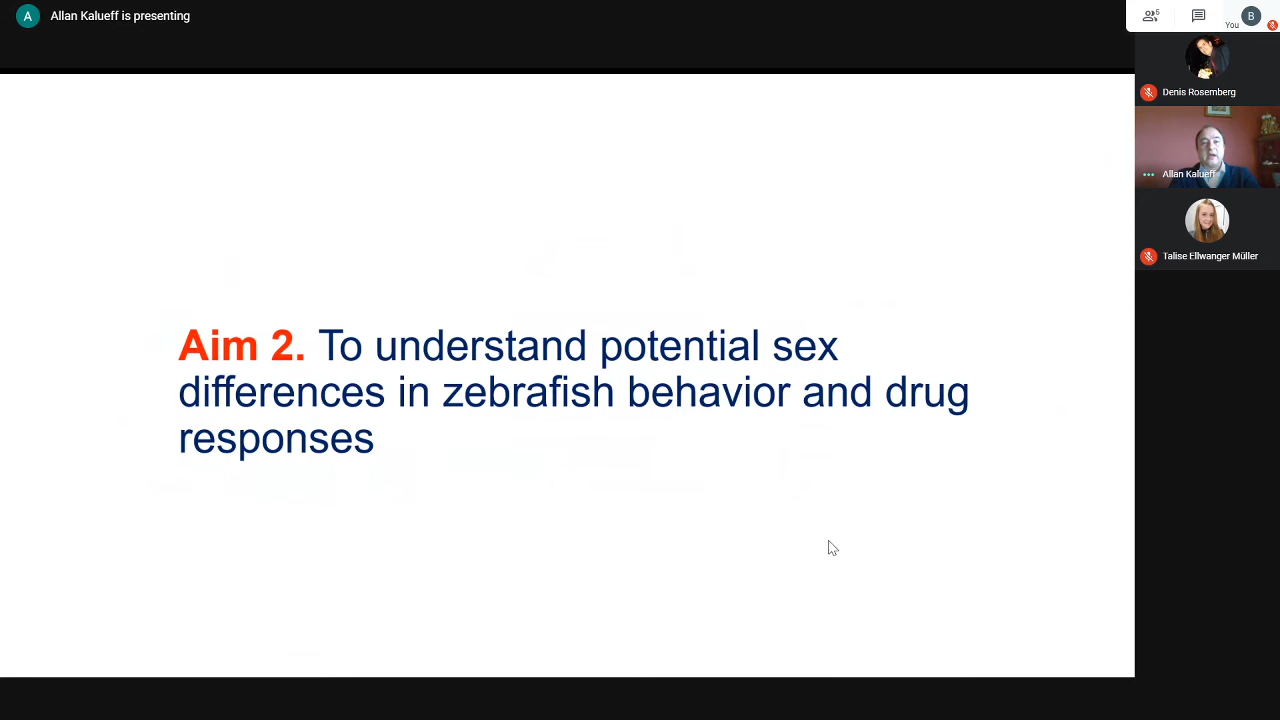 A
Allan Kalueff is presenting
5
You
B
Denis Rosemberg
Allan Kalueff
Talise Ellwanger Müller
Aim 2. To understand potential sex
differences in zebrafish behavior and drug
responses